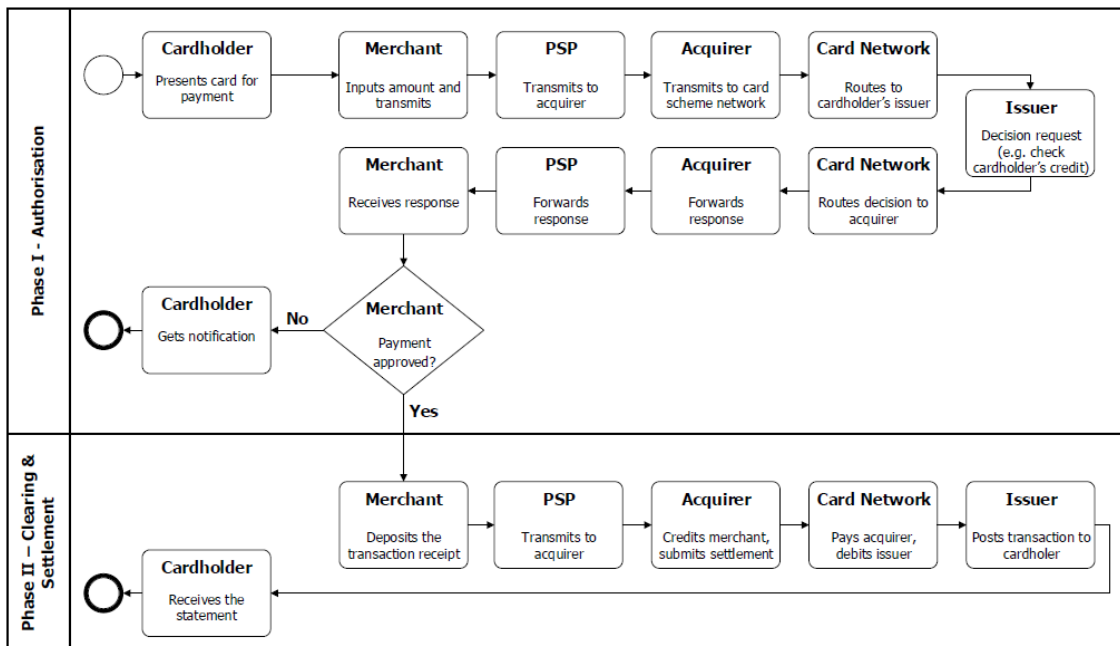 Phase I - Authorisation
Cardholder
Presents card for
payment
Merchant
Inputs amount and
transmits
PSP
Transmits to
acquirer
Acquirer
Transmits to card
scheme network
Card Network
Routes to
cardholder's issuer
Issuer
Decision request
(e.g. check
cardholder's credit)
Card Network
Routes decision to
acquirer
Acquirer
Forwards
response
PSP
Forwards
response
Merchant
Receives response
Merchant
Payment
approved?
No
Cardholder
Gets notification
Yes
Phase II – Clearing &
Settlement
Merchant
Deposits the
transaction receipt
PSP
Transmits to
acquirer
Acquirer
Credits merchant,
submits settlement
Card Network
Pays acquirer,
debits issuer
Issuer
Posts transaction to
cardholer
Cardholder
Receives the
statement